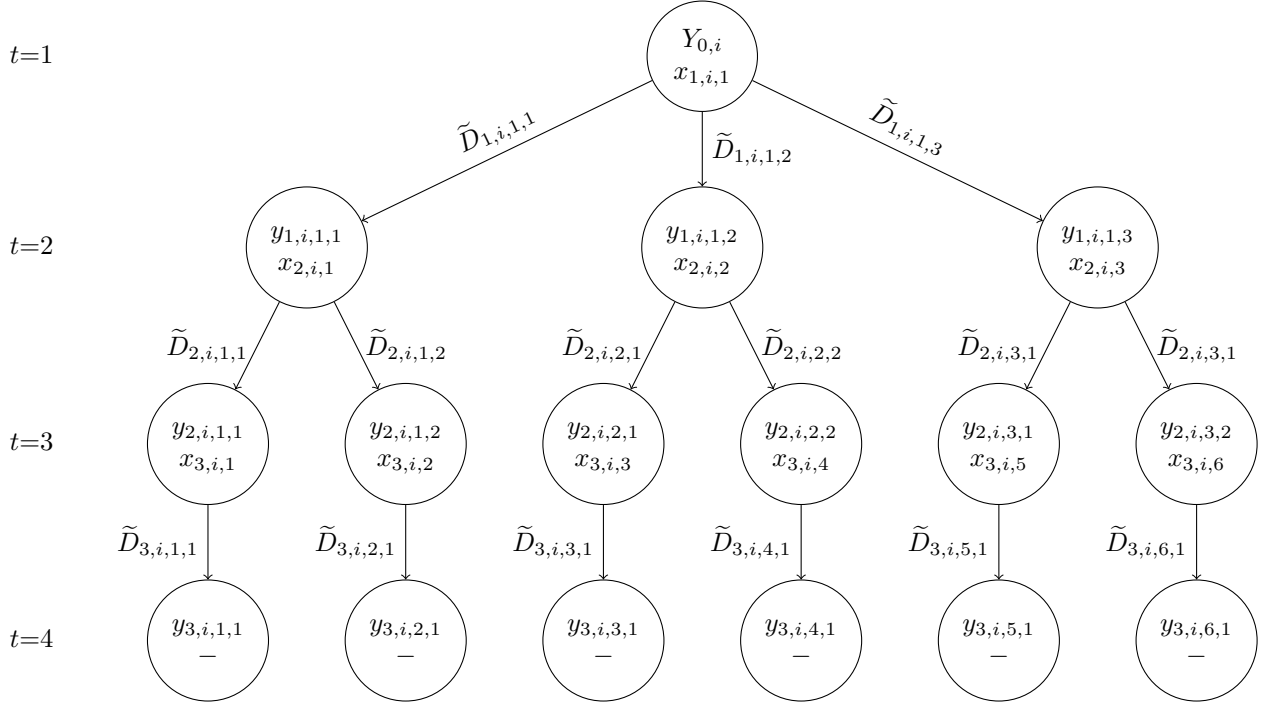 t=1
Y_{0,i}
x_{1,i,1}
\widetilde{D}_{1,i,1,1}
\widetilde{D}_{1,i,1,2}
\widetilde{D}_{1,i,1,3}
t=2
y_{1,i,1,1}
x_{2,i,1}
y_{1,i,1,2}
x_{2,i,2}
y_{1,i,1,3}
x_{2,i,3}
\widetilde{D}_{2,i,1,1}
\widetilde{D}_{2,i,1,2}
\widetilde{D}_{2,i,2,1}
\widetilde{D}_{2,i,2,2}
\widetilde{D}_{2,i,3,1}
\widetilde{D}_{2,i,3,1}
t=3
y_{2,i,1,1}
x_{3,i,1}
y_{2,i,1,2}
x_{3,i,2}
y_{2,i,2,1}
x_{3,i,3}
y_{2,i,2,2}
x_{3,i,4}
y_{2,i,3,1}
x_{3,i,5}
y_{2,i,3,2}
x_{3,i,6}
\widetilde{D}_{3,i,1,1}
\widetilde{D}_{3,i,2,1}
\widetilde{D}_{3,i,3,1}
\widetilde{D}_{3,i,4,1}
\widetilde{D}_{3,i,5,1}
\widetilde{D}_{3,i,6,1}
t=4
y_{3,i,1,1}
−
y_{3,i,2,1}
−
y_{3,i,3,1}
−
y_{3,i,4,1}
−
y_{3,i,5,1}
−
y_{3,i,6,1}
−